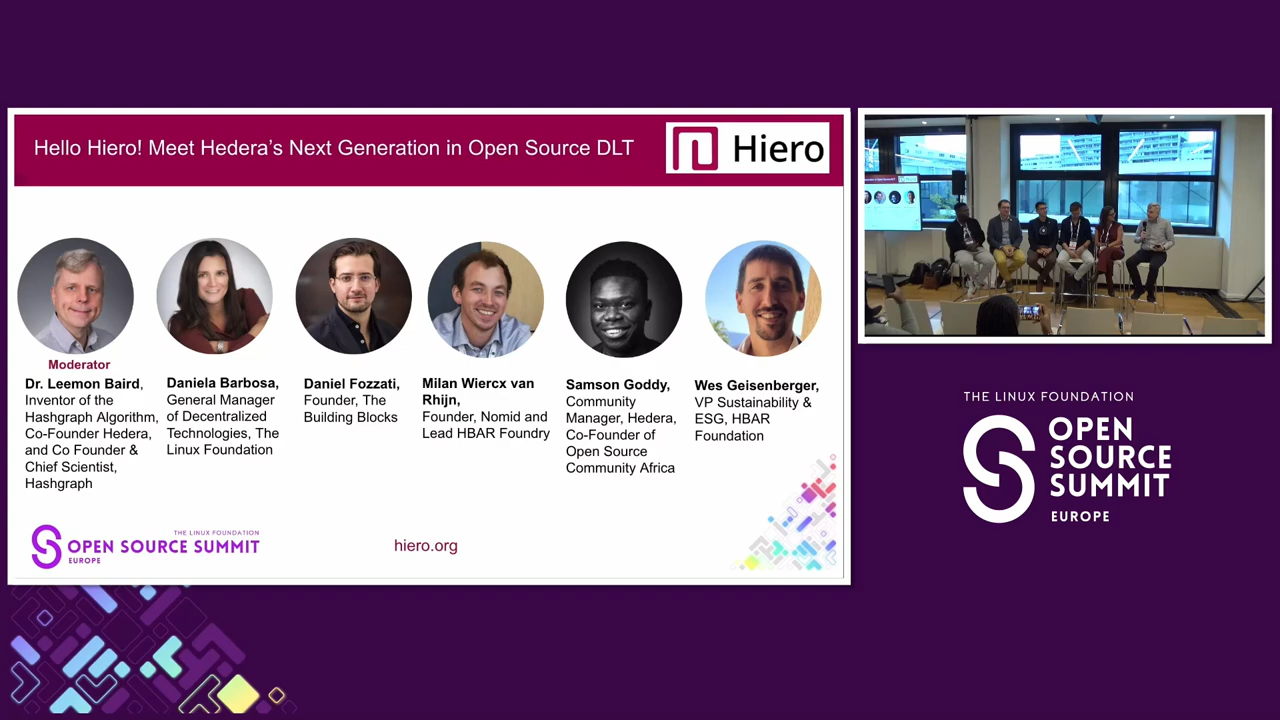 Hello Hiero! Meet Hedera's Next Generation in Open Source DLT
Hiero
Moderator
Dr. Leemon Baird,
Inventor of the
Hashgraph Algorithm,
Co-Founder Hedera,
and Co Founder &
Chief Scientist,
Hashgraph
Daniela Barbosa,
General Manager
of Decentralized
Technologies, The
Linux Foundation
Daniel Fozzati,
Founder, The
Building Blocks
Milan Wiercx van
Rhijn,
Founder, Nomid and
Lead HBAR Foundry
Samson Goddy,
Community
Manager, Hedera,
Co-Founder of
Open Source
Community Africa
Wes Geisenberger,
VP Sustainability &
ESG, HBAR
Foundation
THE LINUX FOUNDATION
OPEN SOURCE SUMMIT
EUROPE
hiero.org
THE LINUX FOUNDATION
OPEN
SOURCE
SUMMIT
EUROPE